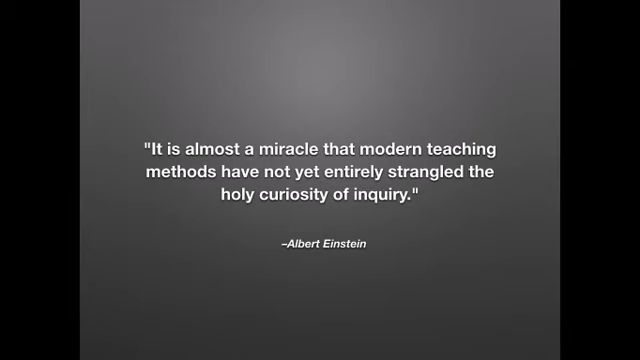 "It is almost a miracle that modern teaching
methods have not yet entirely strangled the
holy curiosity of inquiry."
–Albert Einstein